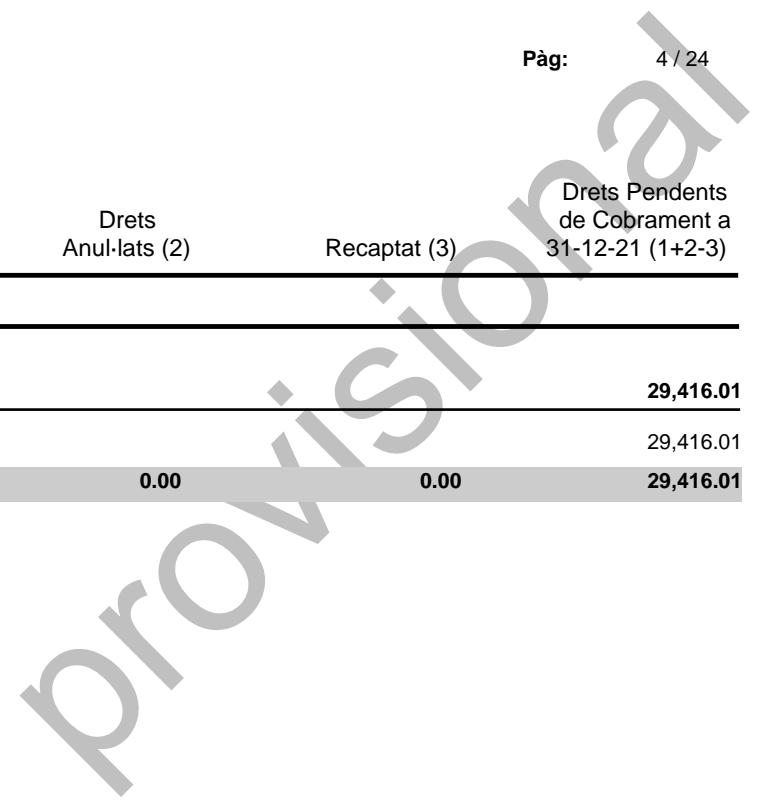 Pàg: 4 / 24
Drets
Anul·lats (2)
Recaptat (3)
Drets Pendents
de Cobrament a
31-12-21 (1+2-3)
29,416.01
29,416.01
0.00 0.00 29,416.01
provisional